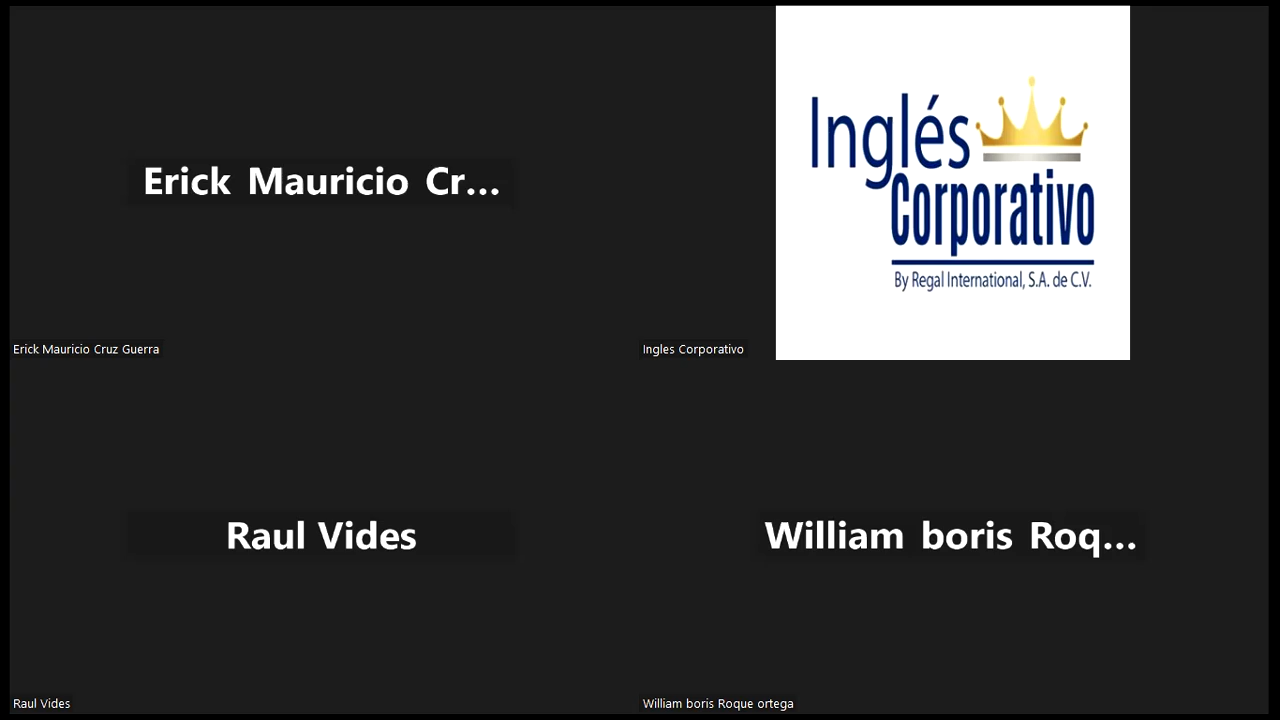 Erick Mauricio Cr...
Erick Mauricio Cruz Guerra
Inglés
Corporativo
By Regal International, S.A. de C.V.
Ingles Corporativo
Raul Vides
Raul Vides
William boris Roq...
William boris Roque ortega